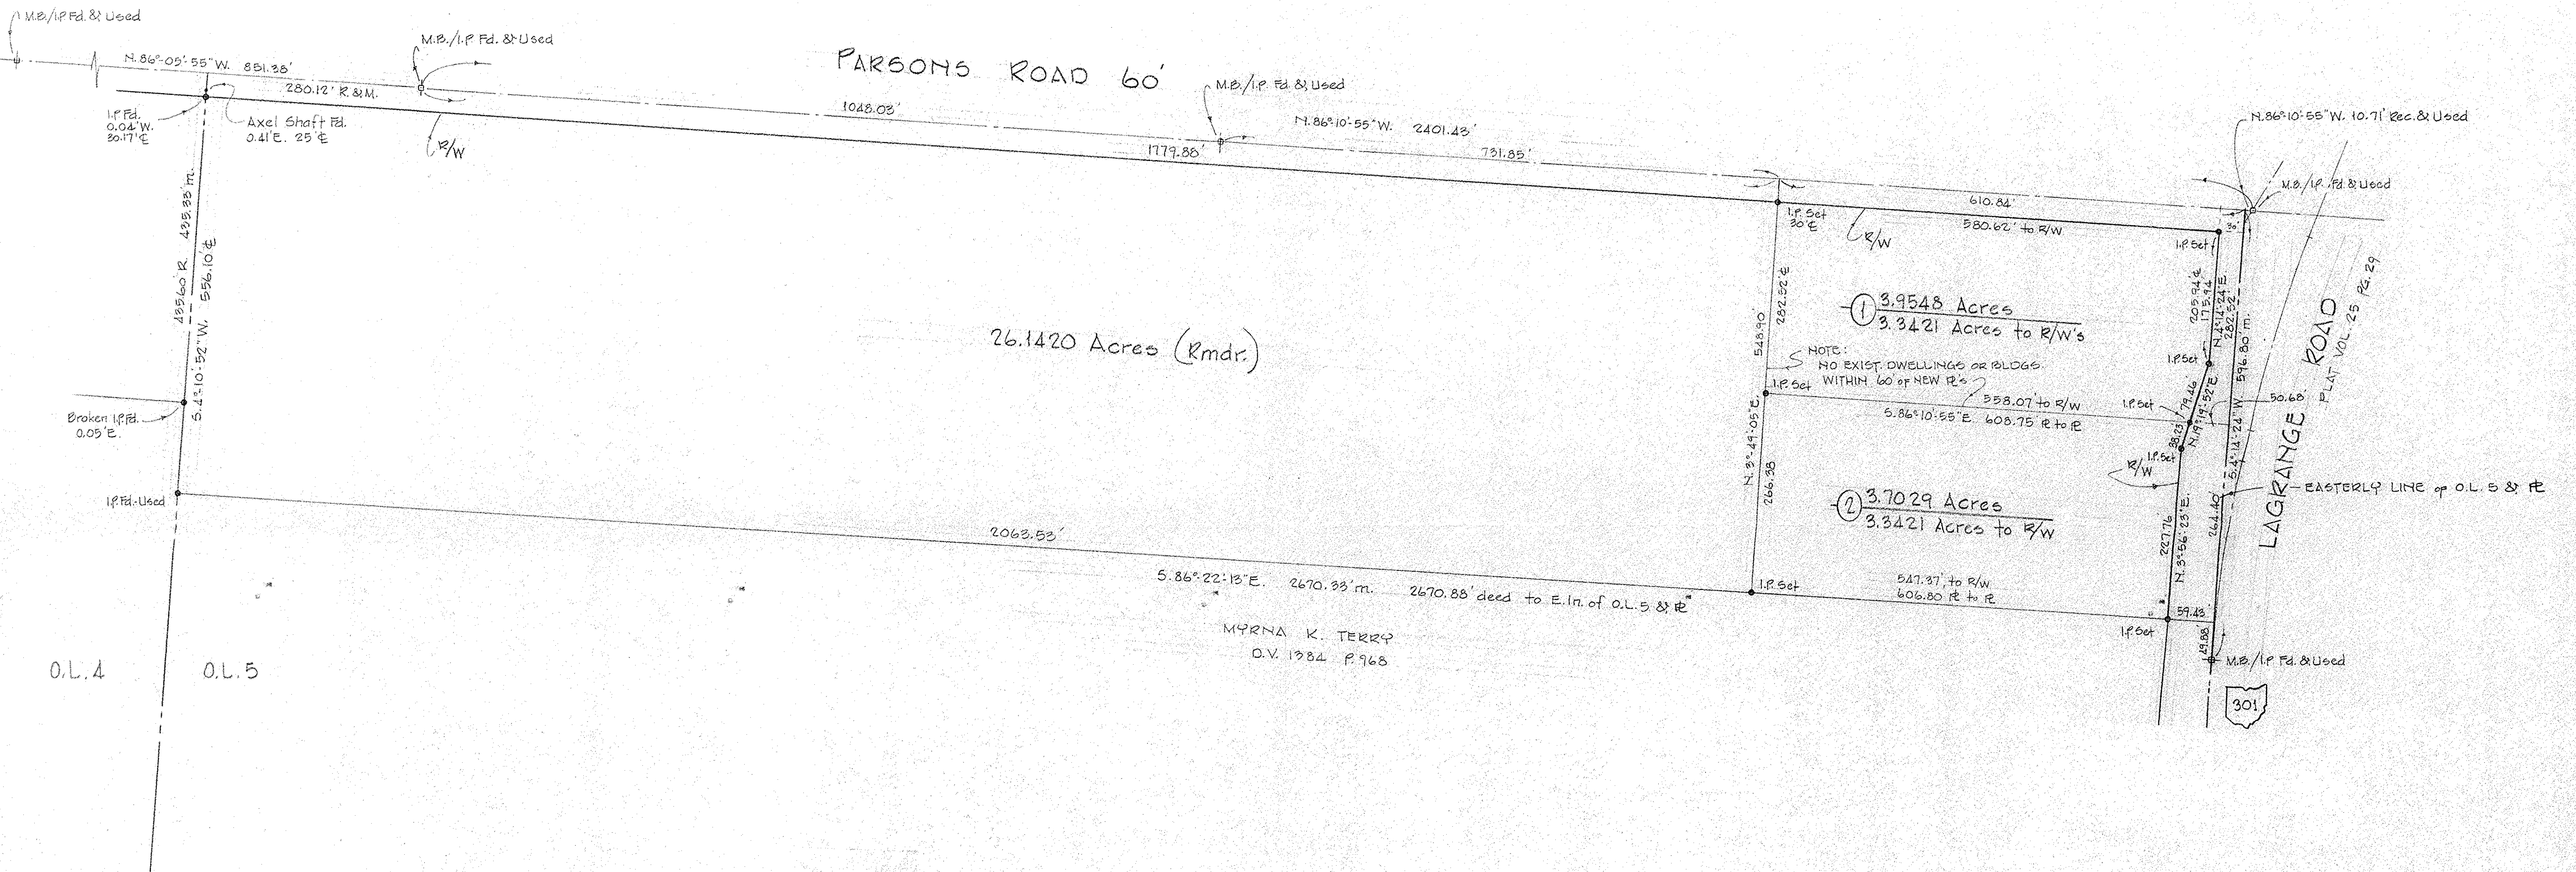 M.B./I.P. Fd. & Used
N.86°-05'-55"W. 851.38'
M.B./I.P. Fd. & Used
280.12' R.& M.
PARSONS ROAD 60'
1048.03'
M.B./I.P. Fd. & Used
N.86°-10'-55"W. 2401.43'
1779.88'
731.85'
N.86°-10'-55"W. 10.71' Rec. & Used
M.B./I.P. Fd. & Used
I.P. Fd.
0.04' W.
30.17' ℄
Axel Shaft Fd.
0.41' E. 25' ℄
R/W
435.60' R. 435.33' m.
S.4°-10'-52"W. 556.10' ℄
Broken I.P. Fd.
0.05' E.
I.P. Fd.-Used
26.1420 Acres (Rmdr.)
I.P. Set
30' ℄
R/W
610.84'
580.62' to R/W
I.P. Set
30'
282.52' ℄
548.90'
N.3°-49'-05"E.
266.38
1 3.9548 Acres
3.3421 Acres to R/W's
NOTE:
NO EXIST. DWELLINGS OR BLDGS.
WITHIN 60' of NEW ℞'s
I.P. Set
558.07' to R/W
S.86°-10'-55"E. 608.75' ℞ to ℞
205.94' ℄
175.94'
N.4°-14'-24"E.
282.52'
596.80' m.
S.4°-14'-24"W.
I.P. Set
79.46'
N.19°-19'-52"E.
50.68'
I.P. Set
38.23'
I.P. Set
R/W
227.76
N.3°-56'-23"E.
264.40'
LAGRANGE ROAD
PLAT VOL. 25 PG. 29
EASTERLY LINE of O.L. 5 & ℞
2 3.7029 Acres
3.3421 Acres to R/W
2063.53'
S.86°-22'-13"E. 2670.33' m. 2670.88' deed to E.ln. of O.L. 5 & ℞
I.P. Set
547.37' to R/W
606.80 ℞ to ℞
59.43'
I.P. Set
49.88'
M.B./I.P. Fd. & Used
MYRNA K. TERRY
O.V. 1384 P. 968
O.L. 4
O.L. 5
301